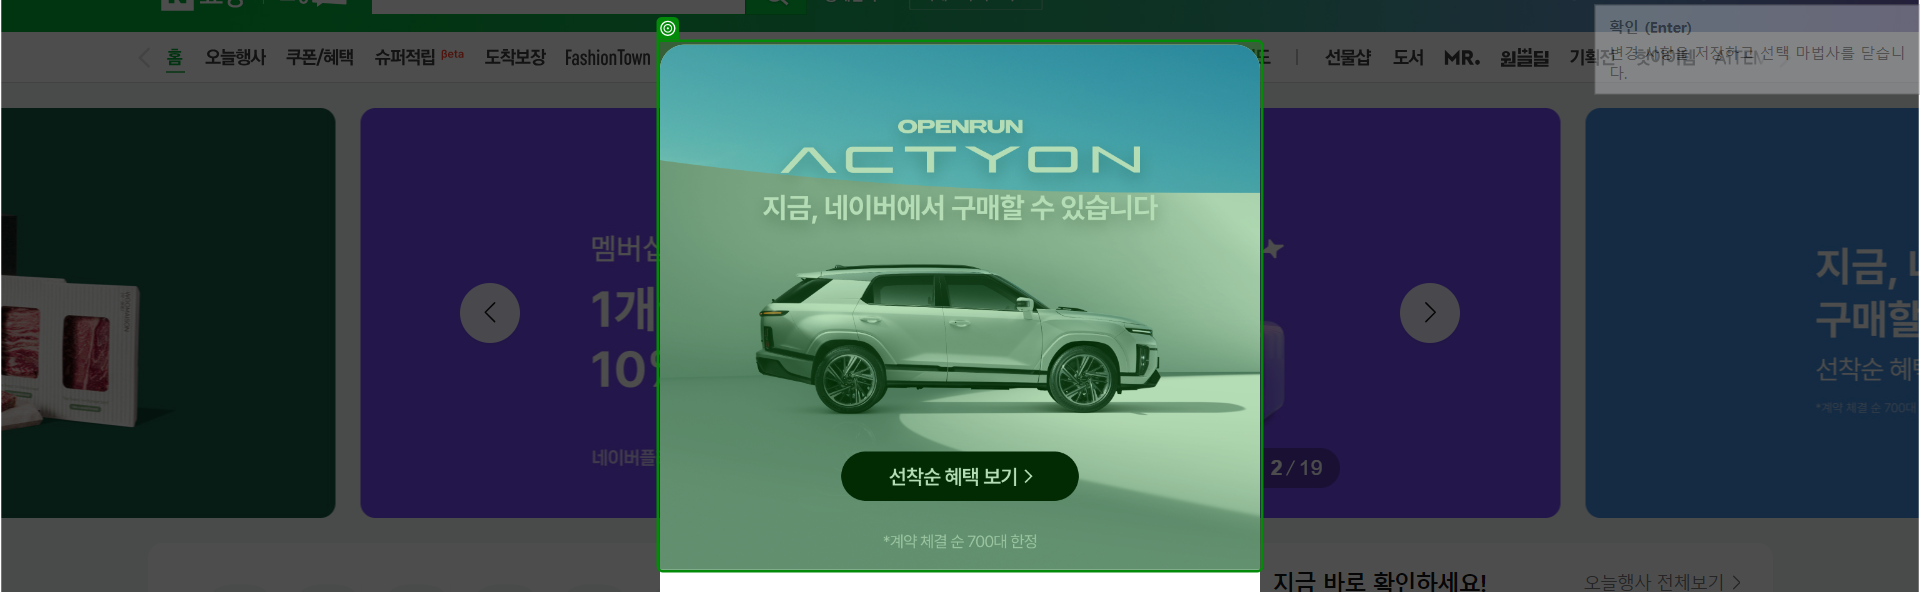 확인 (Enter)
변경 사항을 저장하고 선택 마법사를 닫습니다.
홈 오늘행사 쿠폰/혜택 슈퍼적립 Beta 도착보장 FashionTown
선물샵 도서 MR. 원쁠딜 기획전
OPENRUN
ACTYON
지금, 네이버에서 구매할 수 있습니다
멤버십
1개
10%
네이버플
지금, 너
구매할
선착순 혜택
*계약 체결 순 700대
2 / 19
선착순 혜택 보기 >
*계약 체결 순 700대 한정
지금 바로 확인하세요!
오늘행사 전체보기 >